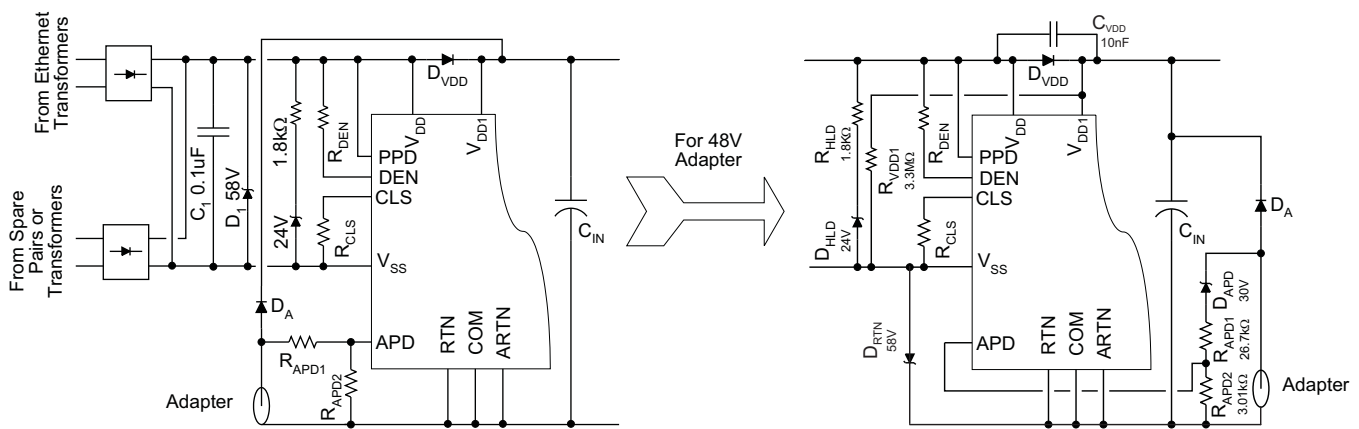 From Ethernet
Transformers
From Spare
Pairs or
Transformers
C1 0.1uF
D1 58V
1.8kΩ
24V
RDEN
RCLS
DVDD
VDD
VDD1
PPD
DEN
CLS
VSS
APD
RTN
COM
ARTN
CIN
DA
RAPD1
RAPD2
Adapter
For 48V
Adapter
CVDD
10nF
DVDD
RHLD
1.8KΩ
RVDD1
3.3MΩ
RDEN
DHLD
24V
RCLS
VDD
VDD1
PPD
DEN
CLS
VSS
APD
RTN
COM
ARTN
DRTN
58V
CIN
DA
DAPD
30V
RAPD1
26.7kΩ
RAPD2
3.01kΩ
Adapter